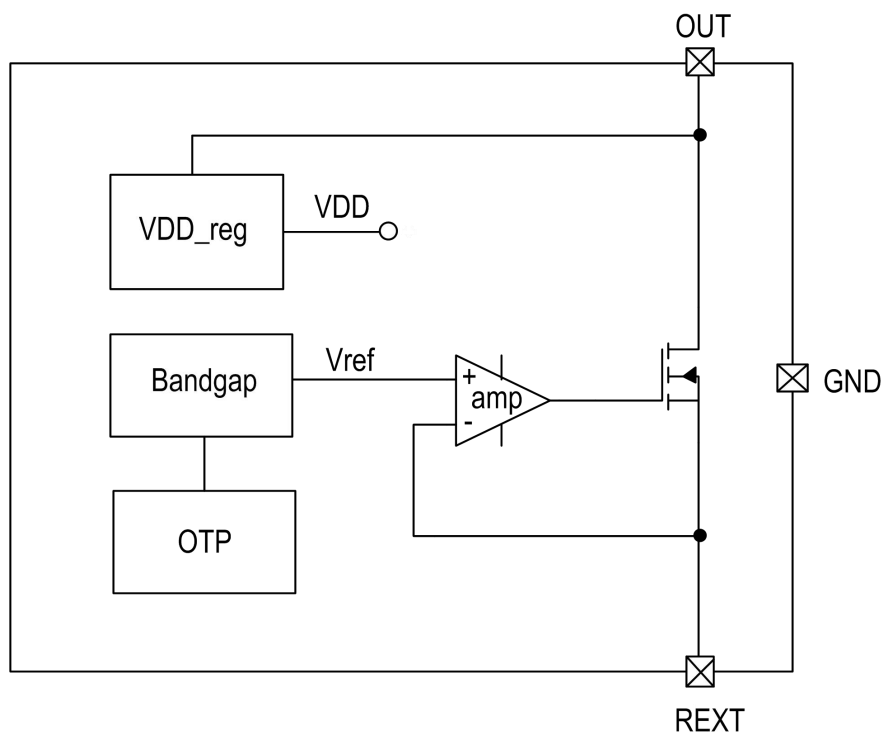 OUT
VDD_reg
VDD
Bandgap
Vref
+
amp
-
GND
OTP
REXT